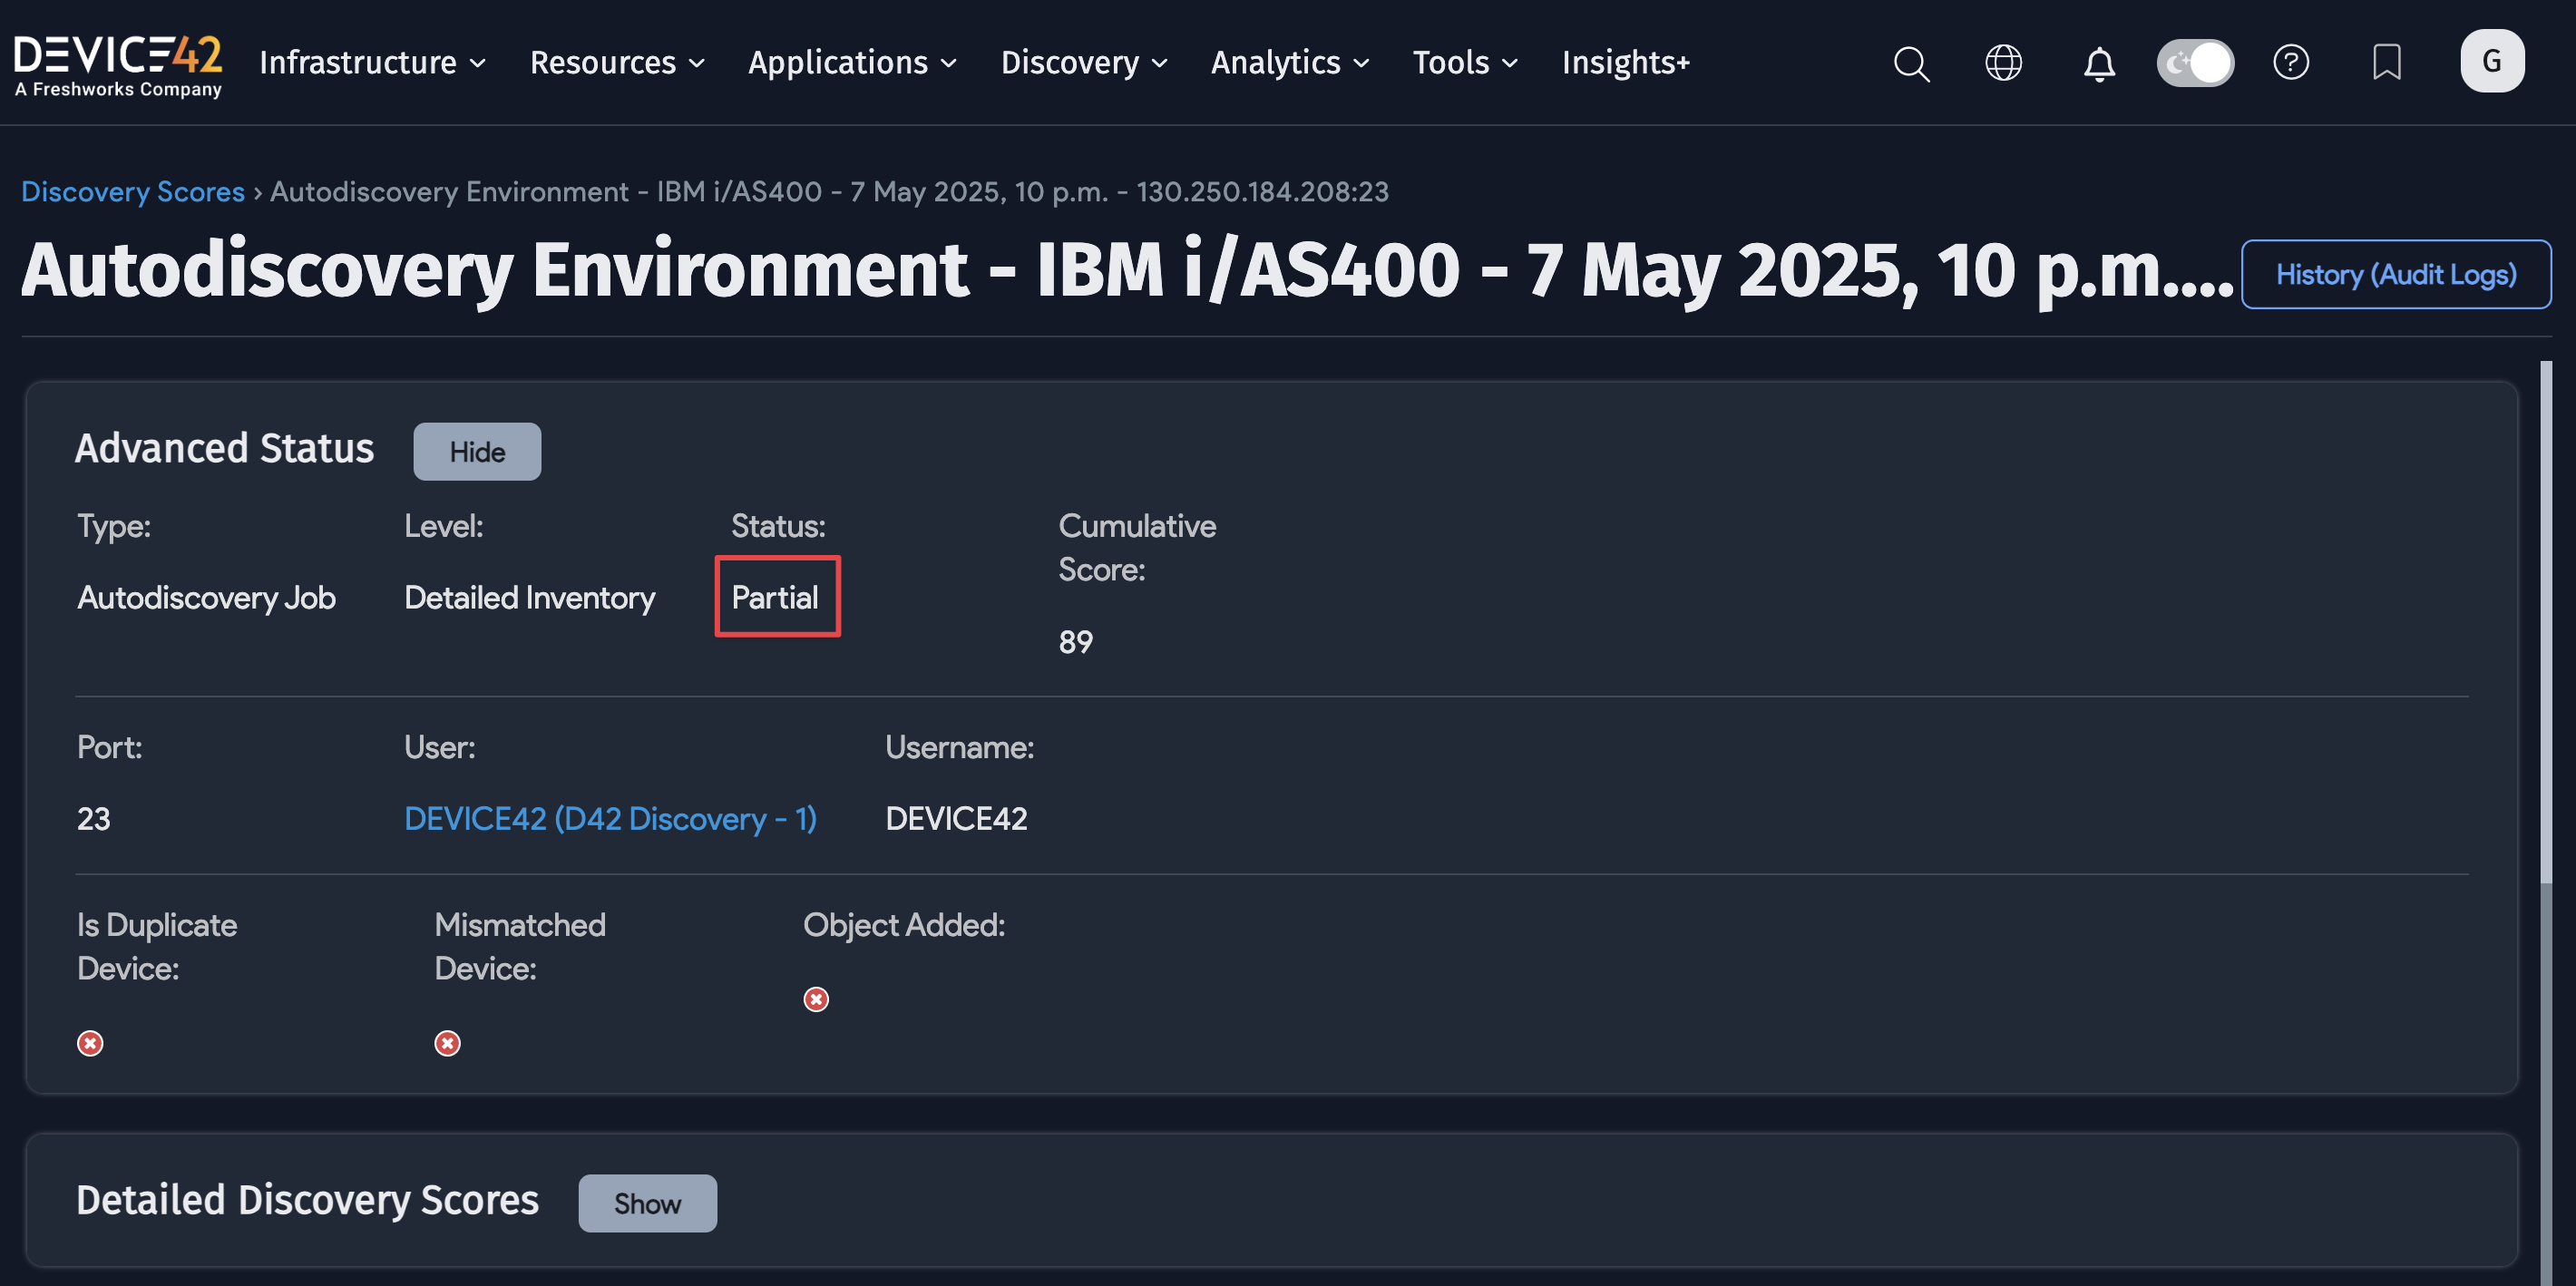 DEVICE42
A Freshworks Company
Infrastructure
Resources
Applications
Discovery
Analytics
Tools
Insights+
G
Discovery Scores › Autodiscovery Environment - IBM i/AS400 - 7 May 2025, 10 p.m. - 130.250.184.208:23
Autodiscovery Environment - IBM i/AS400 - 7 May 2025, 10 p.m....
History (Audit Logs)
Advanced Status
Hide
Type:
Autodiscovery Job
Level:
Detailed Inventory
Status:
Partial
Cumulative
Score:
89
Port:
23
User:
DEVICE42 (D42 Discovery - 1)
Username:
DEVICE42
Is Duplicate
Device:
Mismatched
Device:
Object Added:
Detailed Discovery Scores
Show